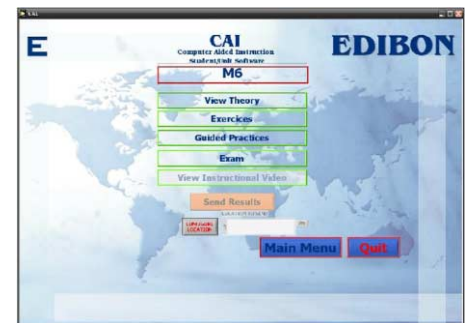 CAI
E
CAI
EDIBON
Computer Aided Instruction
Student/Unit Software
M6
View Theory
Exercices
Guided Practices
Exam
View Instructional Video
Send Results
LOCATION
Main Menu
Quit